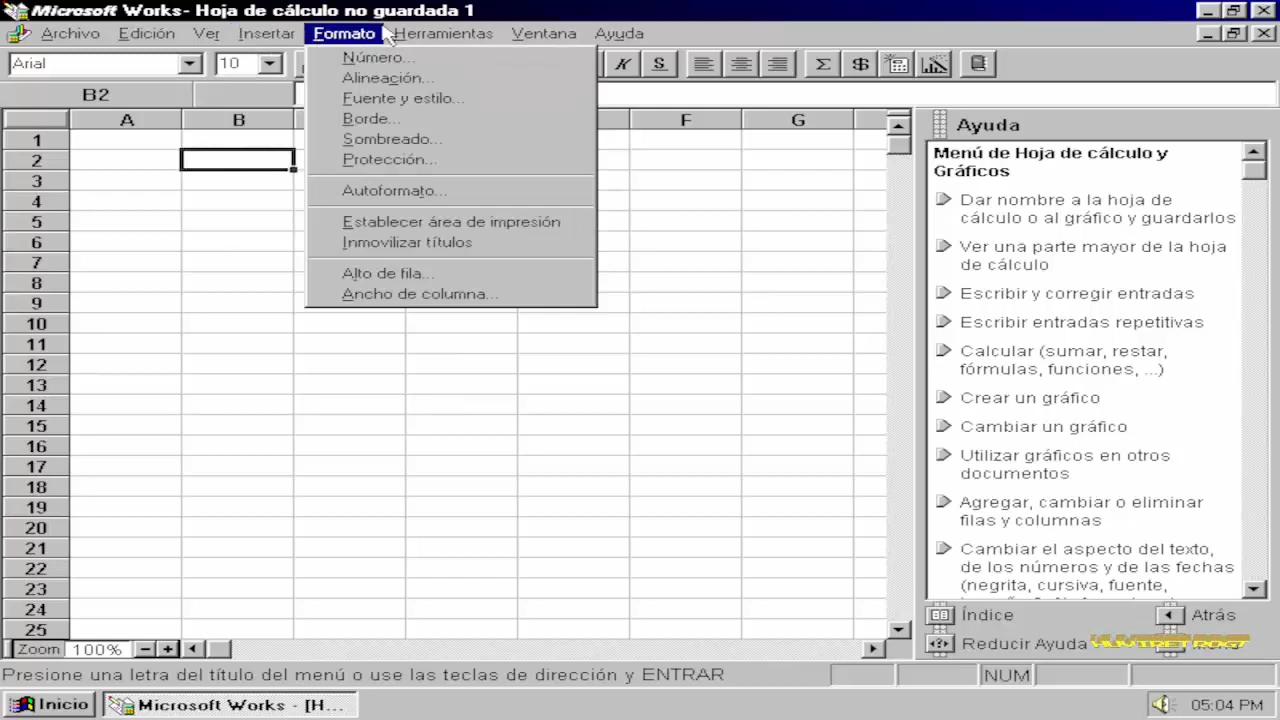 Microsoft Works- Hoja de cálculo no guardada 1
Archivo Edición Ver Insertar Formato Herramientas Ventana Ayuda
Arial 10 K S Σ $
B2
Número...
Alineación...
Fuente y estilo...
Borde...
Sombreado...
Protección...
Autoformato...
Establecer área de impresión
Inmovilizar títulos
Alto de fila...
Ancho de columna...
A B F G
1
2
3
4
5
6
7
8
9
10
11
12
13
14
15
16
17
18
19
20
21
22
23
24
25
Ayuda
Menú de Hoja de cálculo y
Gráficos
Dar nombre a la hoja de
cálculo o al gráfico y guardarlos
Ver una parte mayor de la hoja
de cálculo
Escribir y corregir entradas
Escribir entradas repetitivas
Calcular (sumar, restar,
fórmulas, funciones, ...)
Crear un gráfico
Cambiar un gráfico
Utilizar gráficos en otros
documentos
Agregar, cambiar o eliminar
filas y columnas
Cambiar el aspecto del texto,
de los números y de las fechas
(negrita, cursiva, fuente,
Índice Atrás
Reducir Ayuda
Zoom 100%
Presione una letra del título del menú o use las teclas de dirección y ENTRAR NUM
Inicio Microsoft Works - [H... 05:04 PM